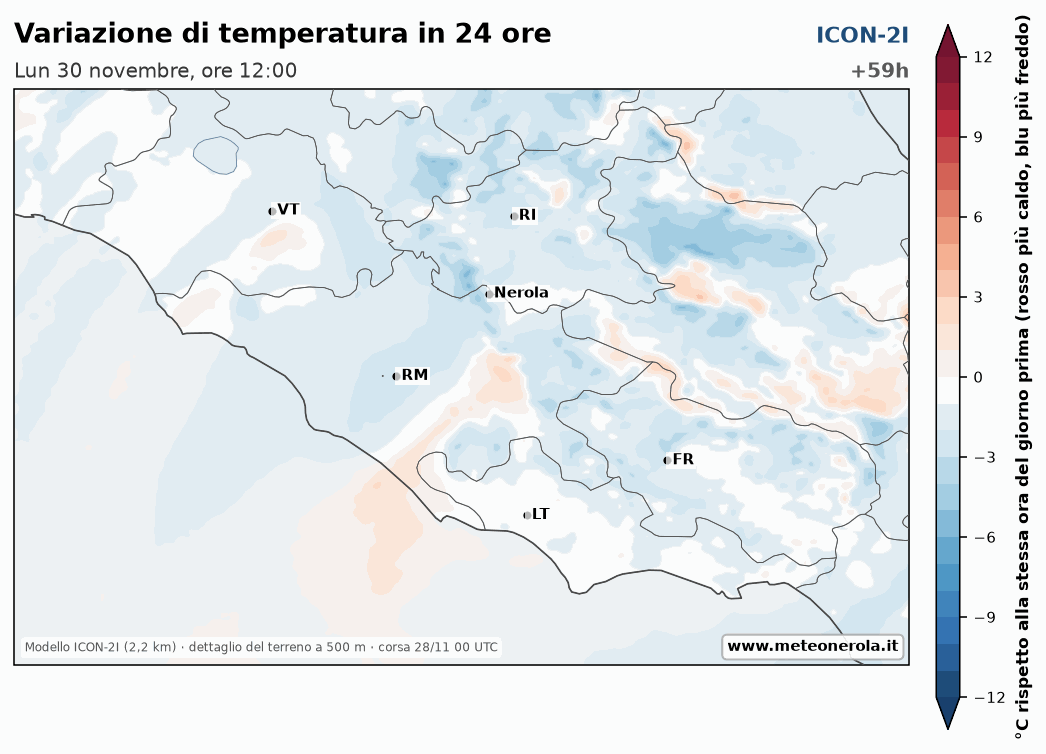 Variazione di temperatura in 24 ore
ICON-2I
Lun 30 novembre, ore 12:00
+59h
VT
RI
Nerola
RM
FR
LT
Modello ICON-2I (2,2 km) · dettaglio del terreno a 500 m · corsa 28/11 00 UTC
www.meteonerola.it
12
9
6
3
0
−3
−6
−9
−12
°C rispetto alla stessa ora del giorno prima (rosso più caldo, blu più freddo)